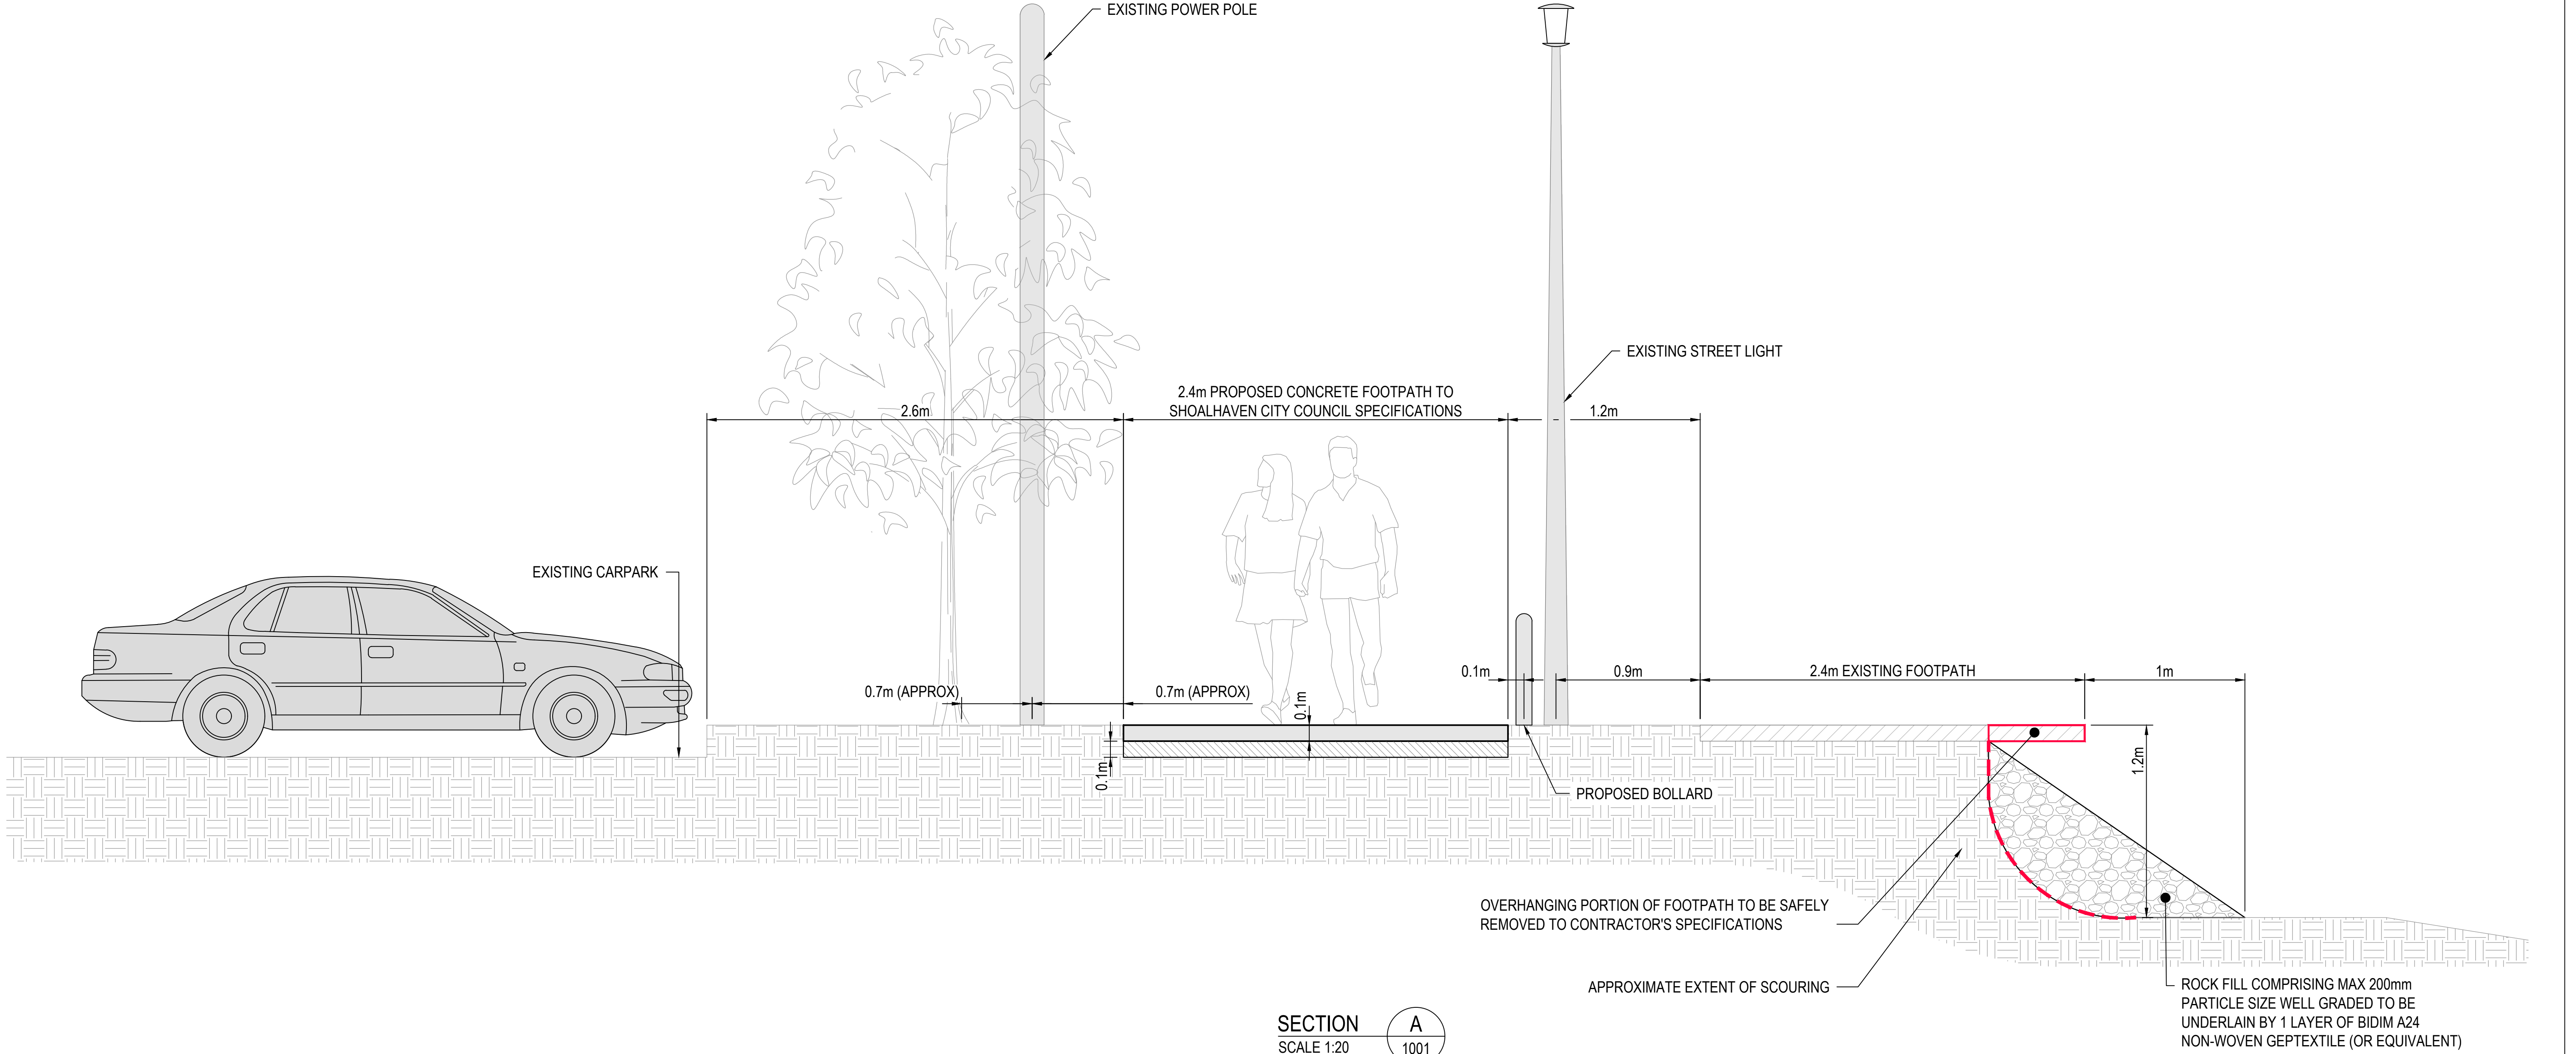 EXISTING POWER POLE
EXISTING STREET LIGHT
2.4m PROPOSED CONCRETE FOOTPATH TO
SHOALHAVEN CITY COUNCIL SPECIFICATIONS
2.6m
1.2m
EXISTING CARPARK
0.7m (APPROX)
0.7m (APPROX)
0.1m
0.1m
0.1m
0.9m
2.4m EXISTING FOOTPATH
1m
1.2m
PROPOSED BOLLARD
OVERHANGING PORTION OF FOOTPATH TO BE SAFELY
REMOVED TO CONTRACTOR'S SPECIFICATIONS
APPROXIMATE EXTENT OF SCOURING
ROCK FILL COMPRISING MAX 200mm
PARTICLE SIZE WELL GRADED TO BE
UNDERLAIN BY 1 LAYER OF BIDIM A24
NON-WOVEN GEPTEXTILE (OR EQUIVALENT)
SECTION
SCALE 1:20
A
1001